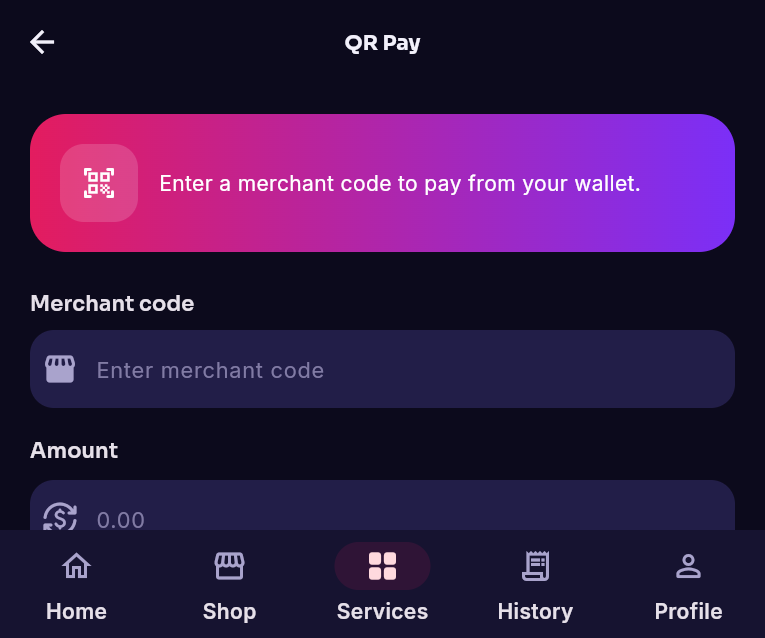 QR Pay
Enter a merchant code to pay from your wallet.
Merchant code
Enter merchant code
Amount
0.00
Home
Shop
Services
History
Profile